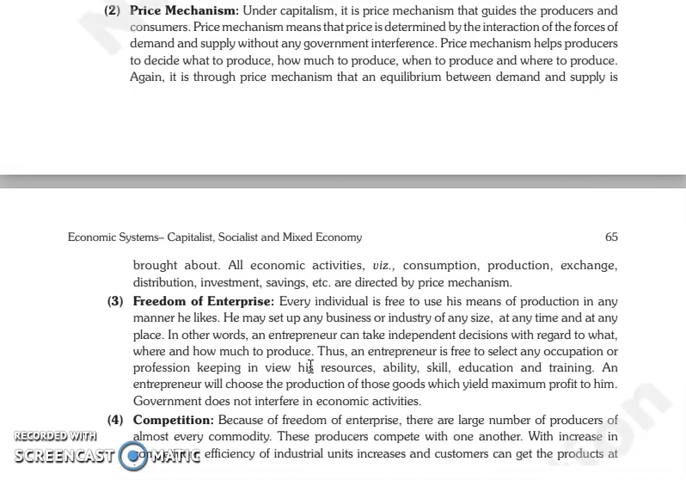 (2) Price Mechanism: Under capitalism, it is price mechanism that guides the producers and
consumers. Price mechanism means that price is determined by the interaction of the forces of
demand and supply without any government interference. Price mechanism helps producers
to decide what to produce, how much to produce, when to produce and where to produce.
Again, it is through price mechanism that an equilibrium between demand and supply is
Economic Systems– Capitalist, Socialist and Mixed Economy 65
brought about. All economic activities, viz., consumption, production, exchange,
distribution, investment, savings, etc. are directed by price mechanism.
(3) Freedom of Enterprise: Every individual is free to use his means of production in any
manner he likes. He may set up any business or industry of any size, at any time and at any
place. In other words, an entrepreneur can take independent decisions with regard to what,
where and how much to produce. Thus, an entrepreneur is free to select any occupation or
profession keeping in view his resources, ability, skill, education and training. An
entrepreneur will choose the production of those goods which yield maximum profit to him.
Government does not interfere in economic activities.
(4) Competition: Because of freedom of enterprise, there are large number of producers of
almost every commodity. These producers compete with one another. With increase in
efficiency of industrial units increases and customers can get the products at
RECORDED WITH
SCREENCAST MATIC